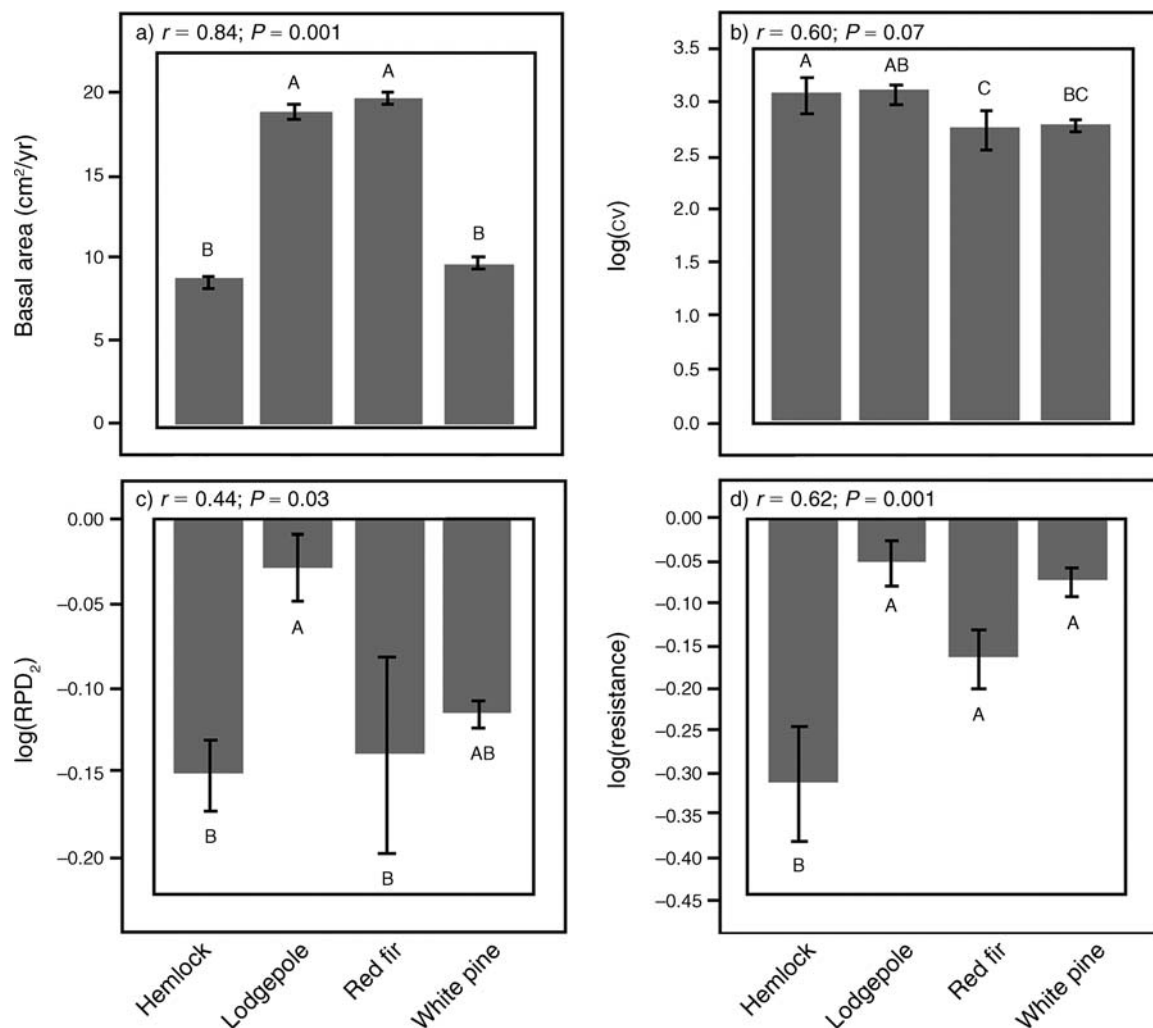 a) r = 0.84; P = 0.001
Basal area (cm²/yr)
20
15
10
5
0
B
A
A
B
b) r = 0.60; P = 0.07
log(CV)
3.5
3.0
2.5
2.0
1.5
1.0
0.5
0.0
A
AB
C
BC
c) r = 0.44; P = 0.03
log(RPD₂)
0.00
−0.05
−0.10
−0.15
−0.20
B
A
B
AB
d) r = 0.62; P = 0.001
log(resistance)
0.00
−0.05
−0.10
−0.15
−0.20
−0.25
−0.30
−0.35
−0.40
−0.45
B
A
A
A
Hemlock
Lodgepole
Red fir
White pine
Hemlock
Lodgepole
Red fir
White pine